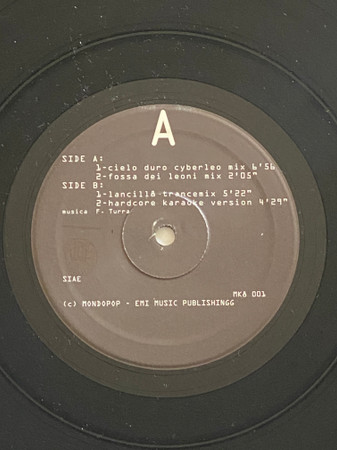 A
SIDE A:
1-cielo duro cyberleo mix 6'56
2-fossa dei leoni mix 2'05"
SIDE B:
1-lancill8 trancemix 5'22"
2-hardcore karaoke version 4'29"
musica F. Turra
SIAE
MK8 001
(c) MONDOPOP - EMI MUSIC PUBLISHINGG